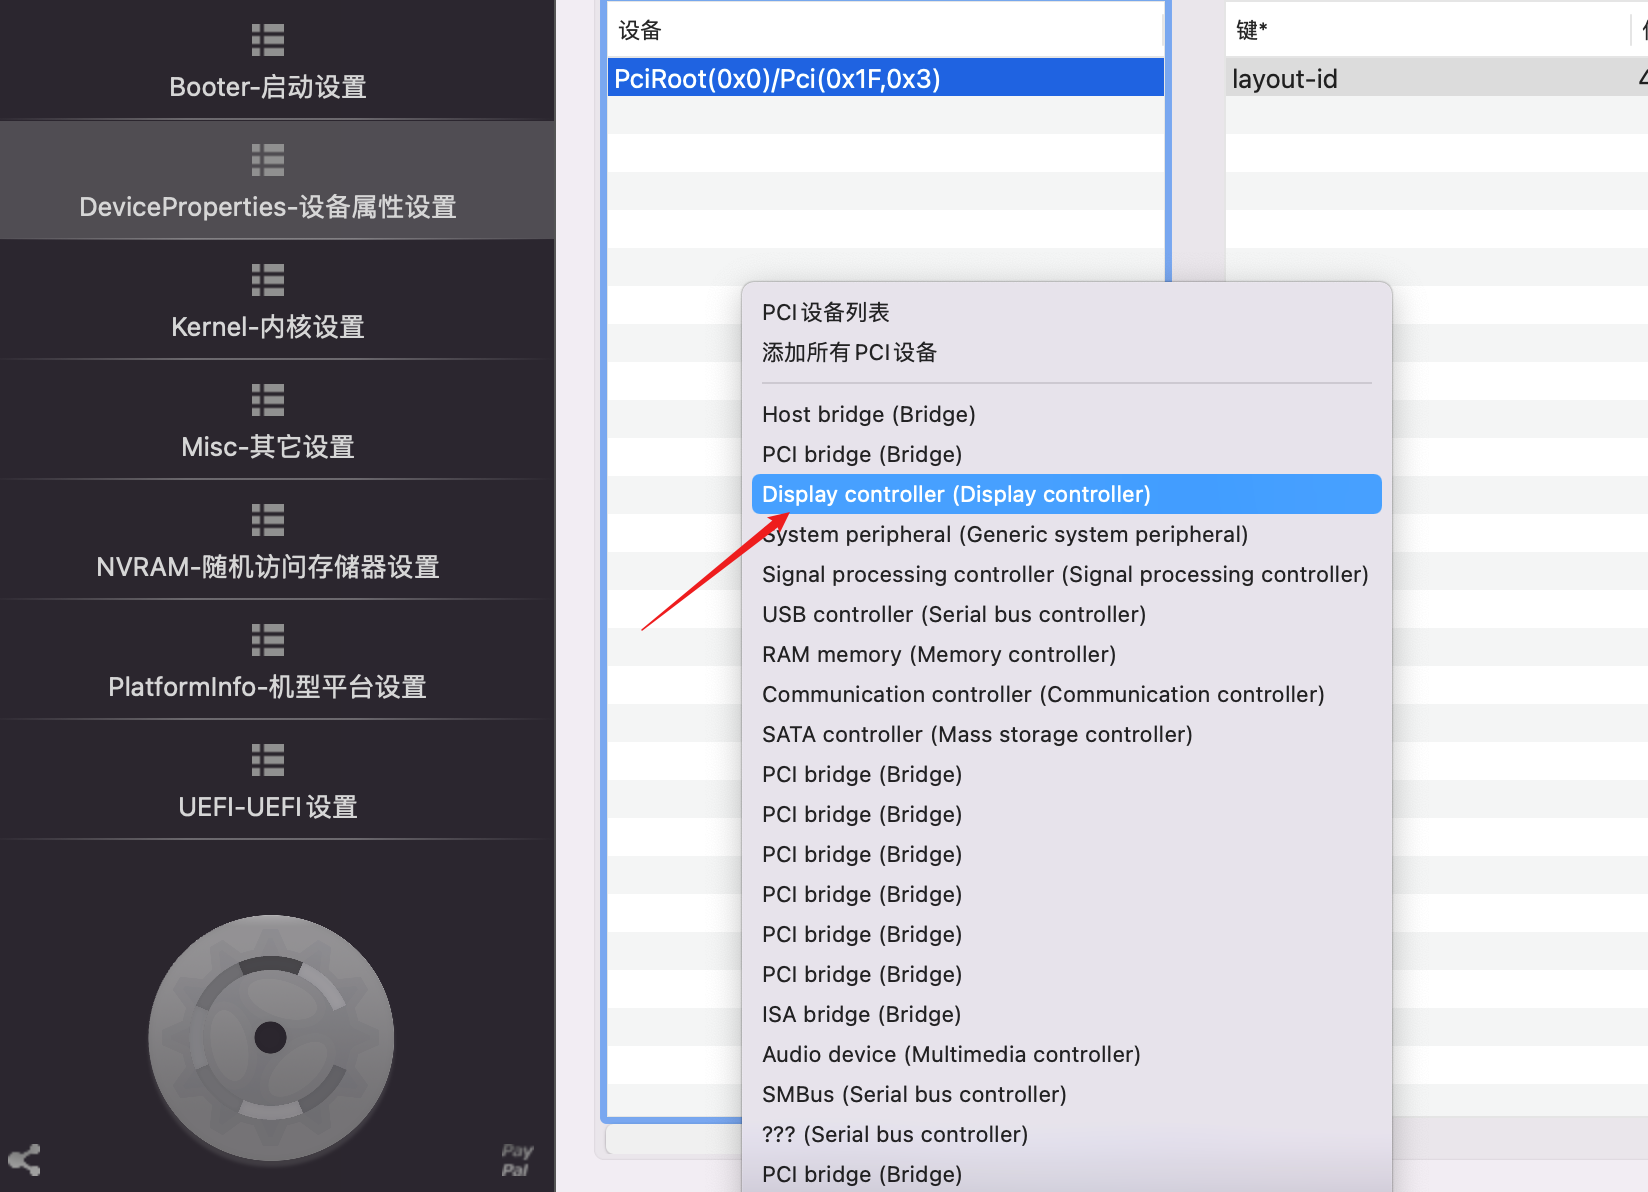 Booter-启动设置
DeviceProperties-设备属性设置
Kernel-内核设置
Misc-其它设置
NVRAM-随机访问存储器设置
PlatformInfo-机型平台设置
UEFI-UEFI设置
Pay
Pal
设备
PciRoot(0x0)/Pci(0x1F,0x3)
键*
layout-id
PCI设备列表
添加所有PCI设备
Host bridge (Bridge)
PCI bridge (Bridge)
Display controller (Display controller)
System peripheral (Generic system peripheral)
Signal processing controller (Signal processing controller)
USB controller (Serial bus controller)
RAM memory (Memory controller)
Communication controller (Communication controller)
SATA controller (Mass storage controller)
PCI bridge (Bridge)
PCI bridge (Bridge)
PCI bridge (Bridge)
PCI bridge (Bridge)
PCI bridge (Bridge)
PCI bridge (Bridge)
ISA bridge (Bridge)
Audio device (Multimedia controller)
SMBus (Serial bus controller)
??? (Serial bus controller)
PCI bridge (Bridge)